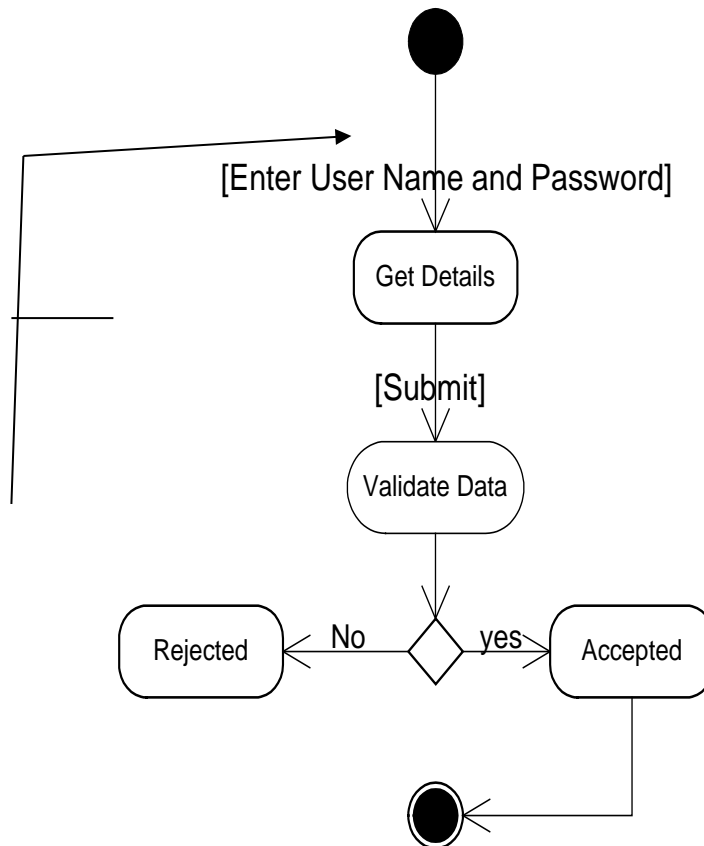 [Enter User Name and Password]
Get Details
[Submit]
Validate Data
Rejected
No
yes
Accepted